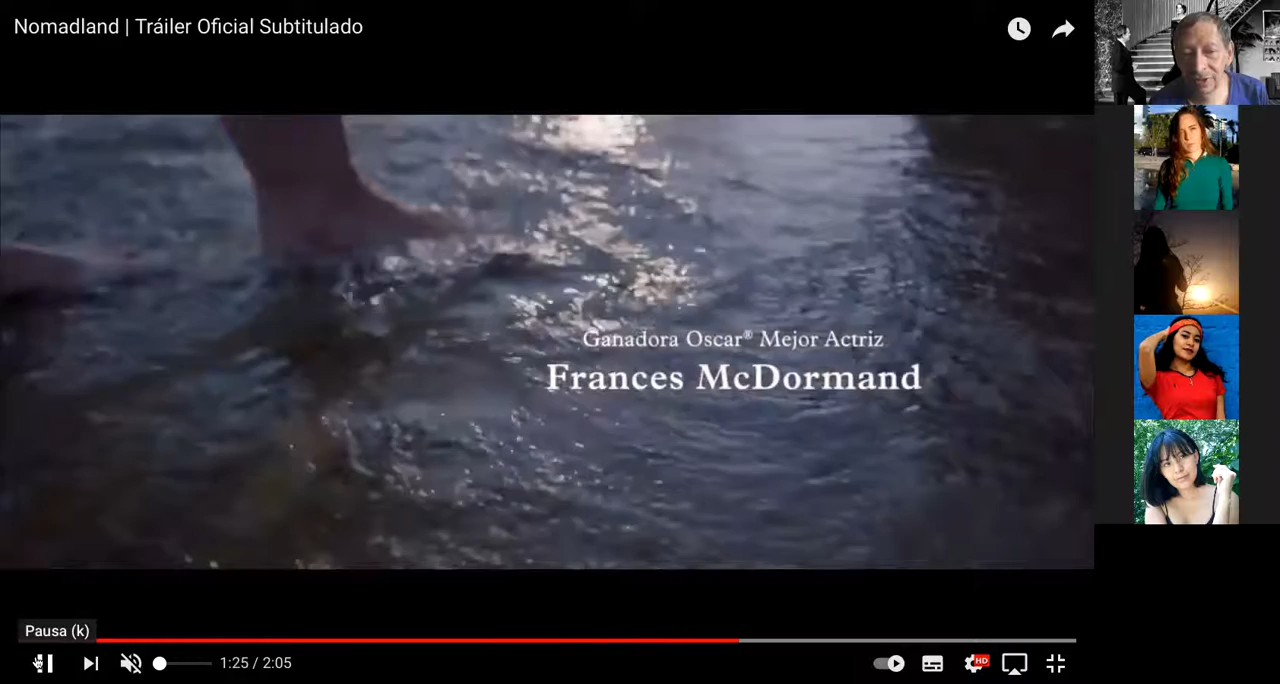 Nomadland | Tráiler Oficial Subtitulado
Ganadora Oscar® Mejor Actriz
Frances McDormand
Pausa (k)
1:25 / 2:05
HD